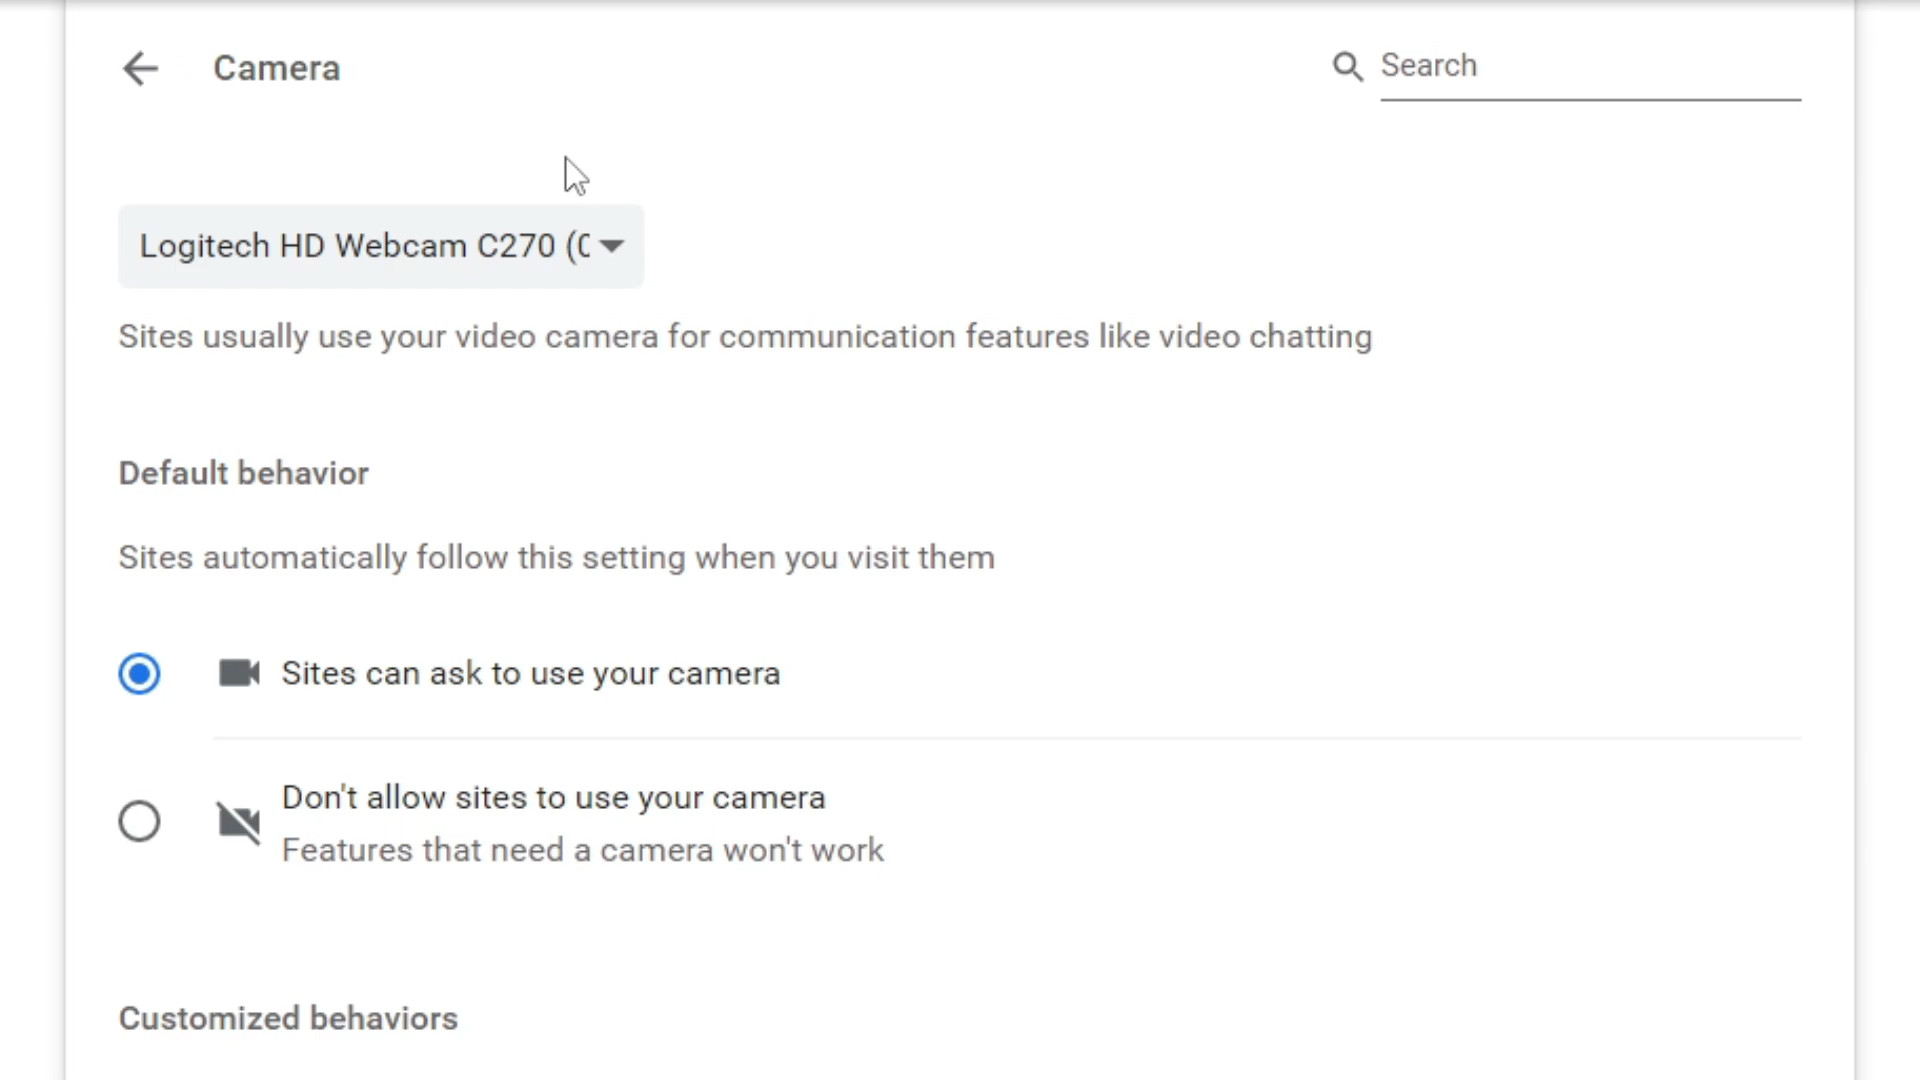 Camera
Search
Logitech HD Webcam C270 (
Sites usually use your video camera for communication features like video chatting
Default behavior
Sites automatically follow this setting when you visit them
Sites can ask to use your camera
Don't allow sites to use your camera
Features that need a camera won't work
Customized behaviors